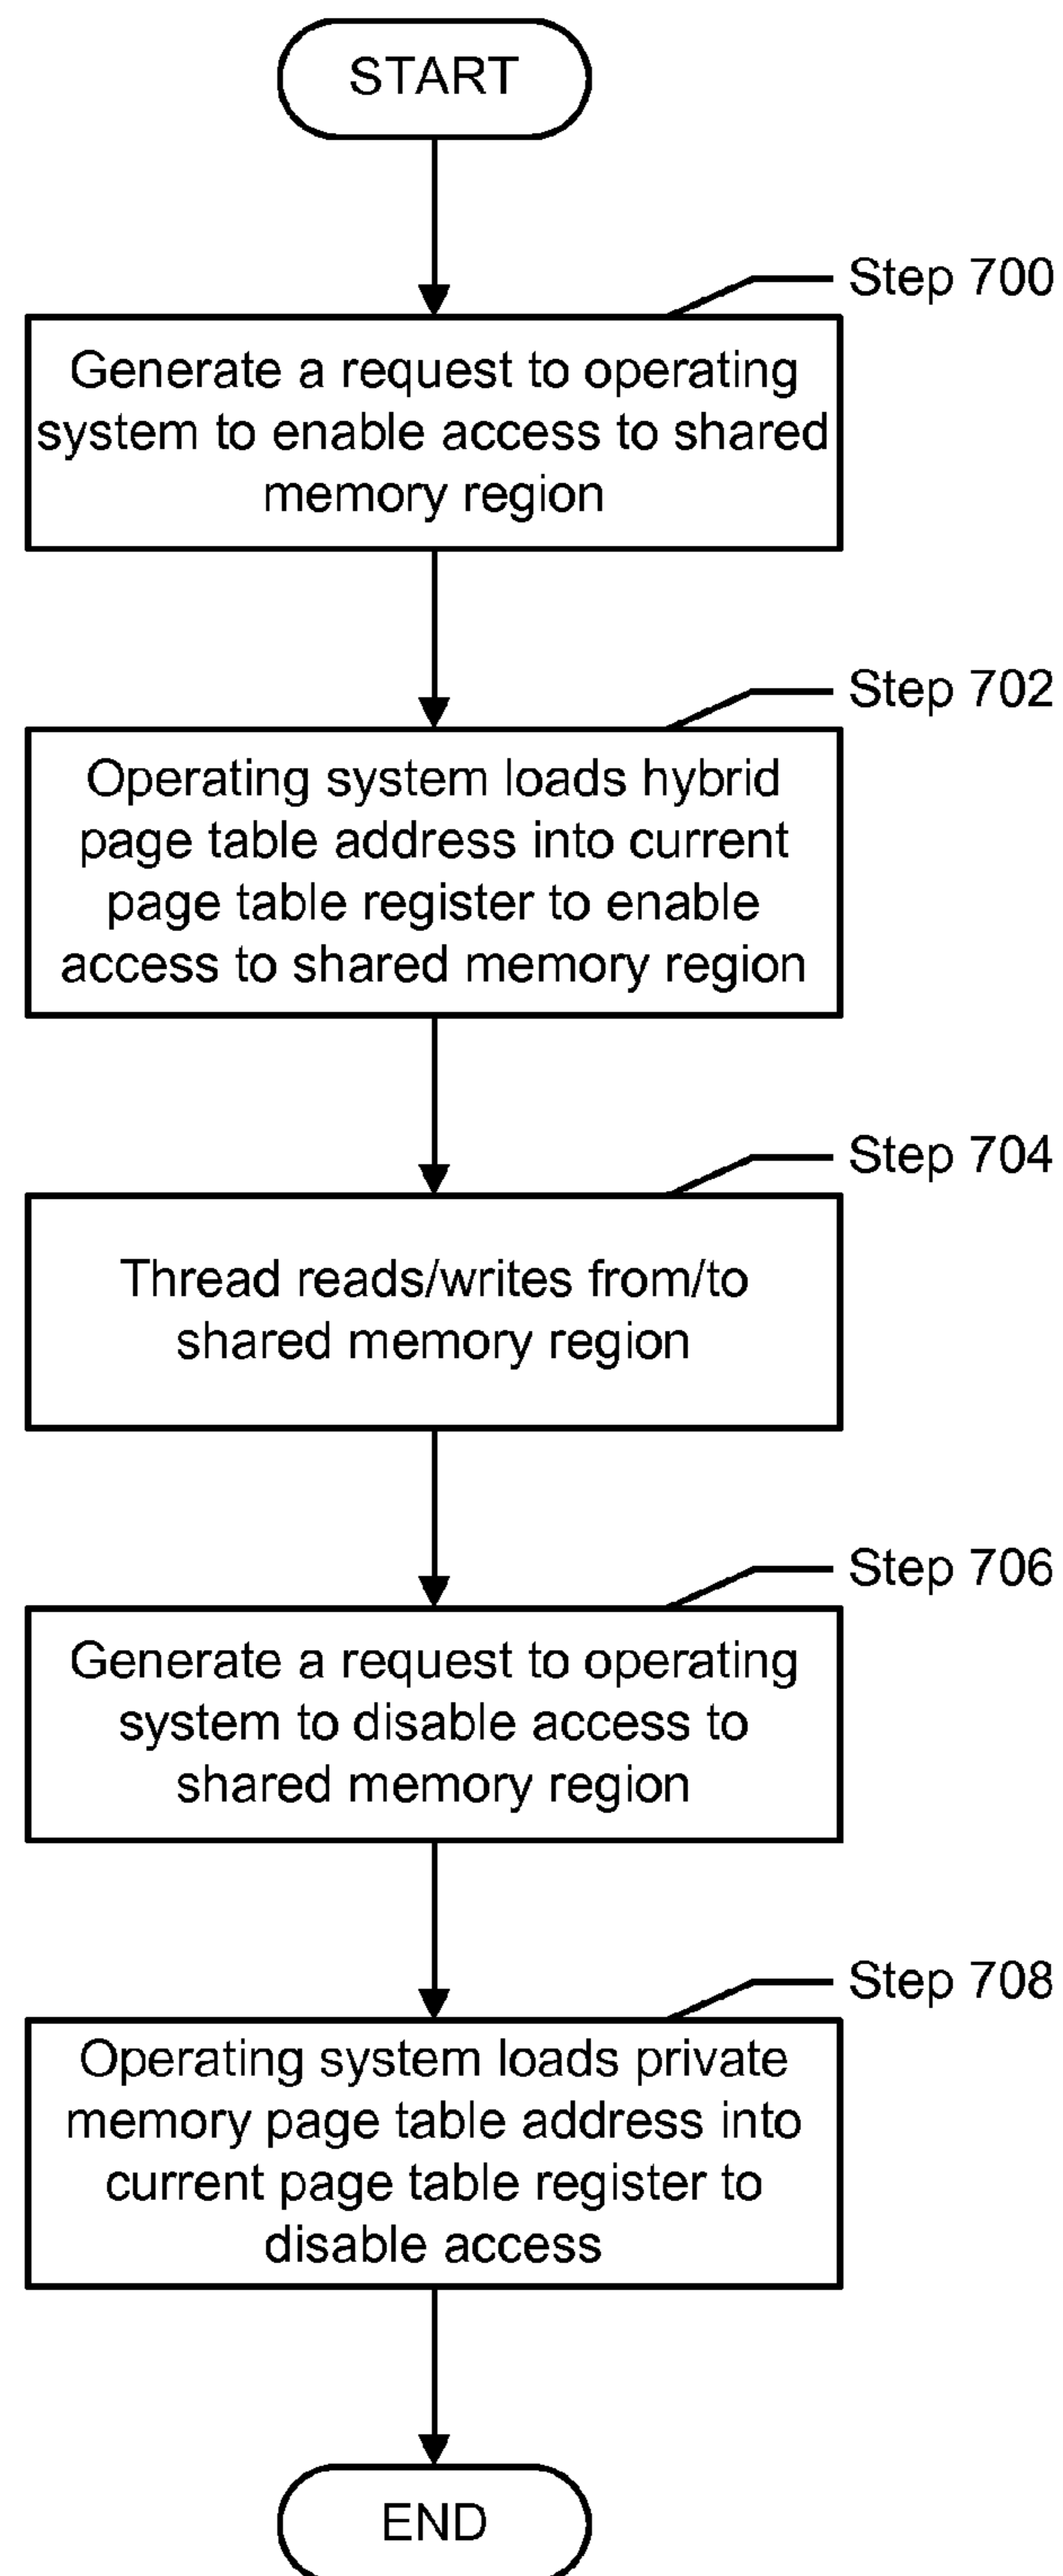 START
Step 700
Generate a request to operating
system to enable access to shared
memory region
Step 702
Operating system loads hybrid
page table address into current
page table register to enable
access to shared memory region
Step 704
Thread reads/writes from/to
shared memory region
Step 706
Generate a request to operating
system to disable access to
shared memory region
Step 708
Operating system loads private
memory page table address into
current page table register to
disable access
END